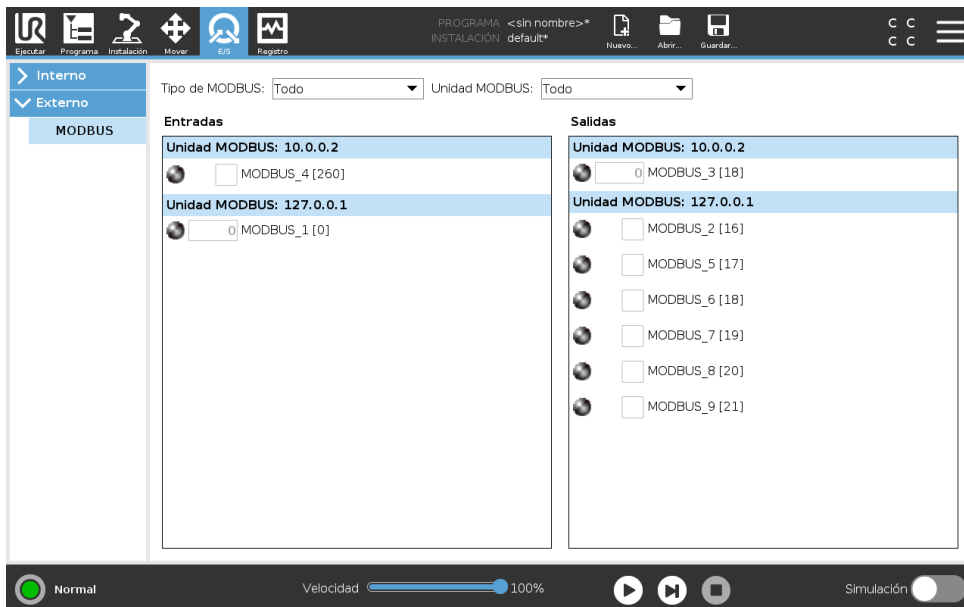 UR
Ejecutar
Programa
Instalación
Mover
E/S
Registro
PROGRAMA <sin nombre>*
INSTALACIÓN default*
Nuevo...
Abrir...
Guardar...
C C
C C
Interno
Externo
MODBUS
Tipo de MODBUS: Todo
Unidad MODBUS: Todo
Entradas
Unidad MODBUS: 10.0.0.2
MODBUS_4 [260]
Unidad MODBUS: 127.0.0.1
0 MODBUS_1 [0]
Salidas
Unidad MODBUS: 10.0.0.2
0 MODBUS_3 [18]
Unidad MODBUS: 127.0.0.1
MODBUS_2 [16]
MODBUS_5 [17]
MODBUS_6 [18]
MODBUS_7 [19]
MODBUS_8 [20]
MODBUS_9 [21]
Normal
Velocidad 100%
Simulación